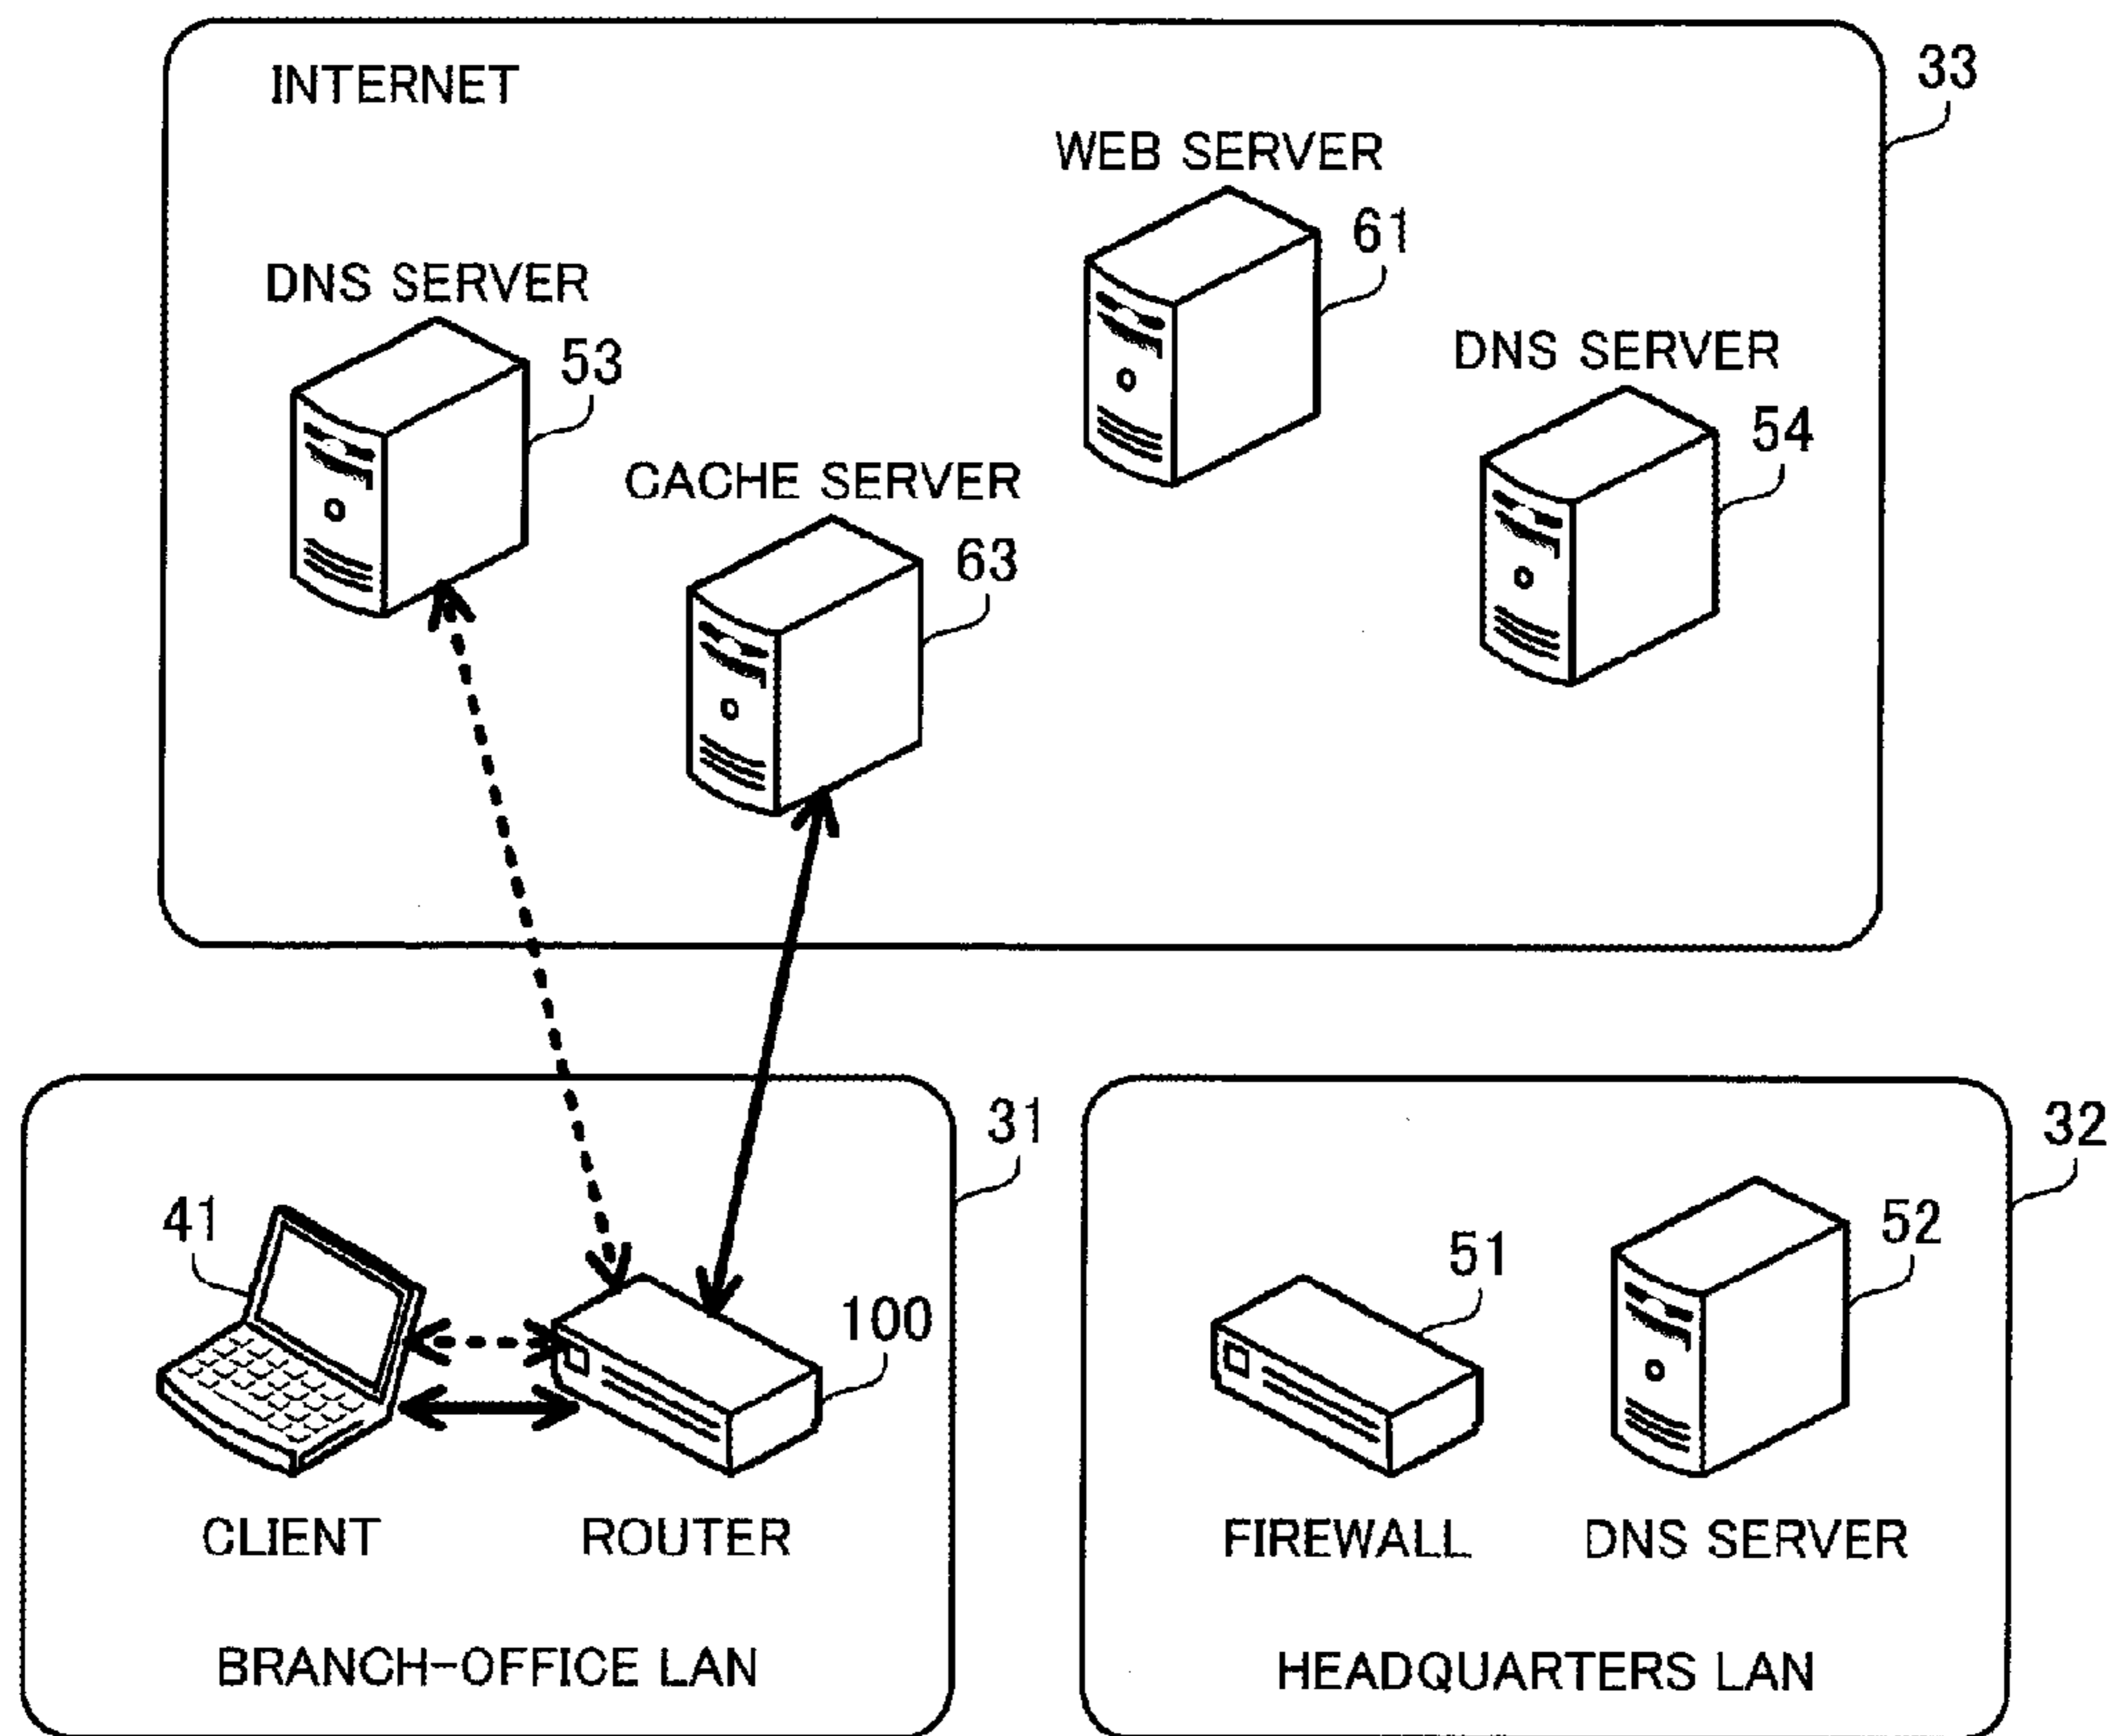 INTERNET
33
WEB SERVER
61
DNS SERVER
53
DNS SERVER
54
CACHE SERVER
63
31
32
41
100
51
52
CLIENT
ROUTER
FIREWALL
DNS SERVER
BRANCH-OFFICE LAN
HEADQUARTERS LAN